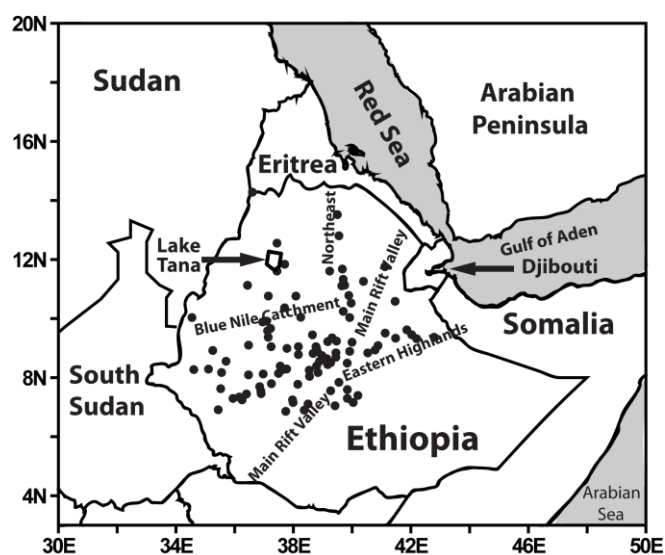 20N
16N
12N
8N
4N
30E
34E
38E
42E
46E
50E
Sudan
Red Sea
Arabian
Peninsula
Eritrea
Northeast
Lake
Tana
Main Rift Valley
Gulf of Aden
Djibouti
Blue Nile Catchment
Somalia
Eastern Highlands
South
Sudan
Main Rift Valley
Ethiopia
Arabian
Sea